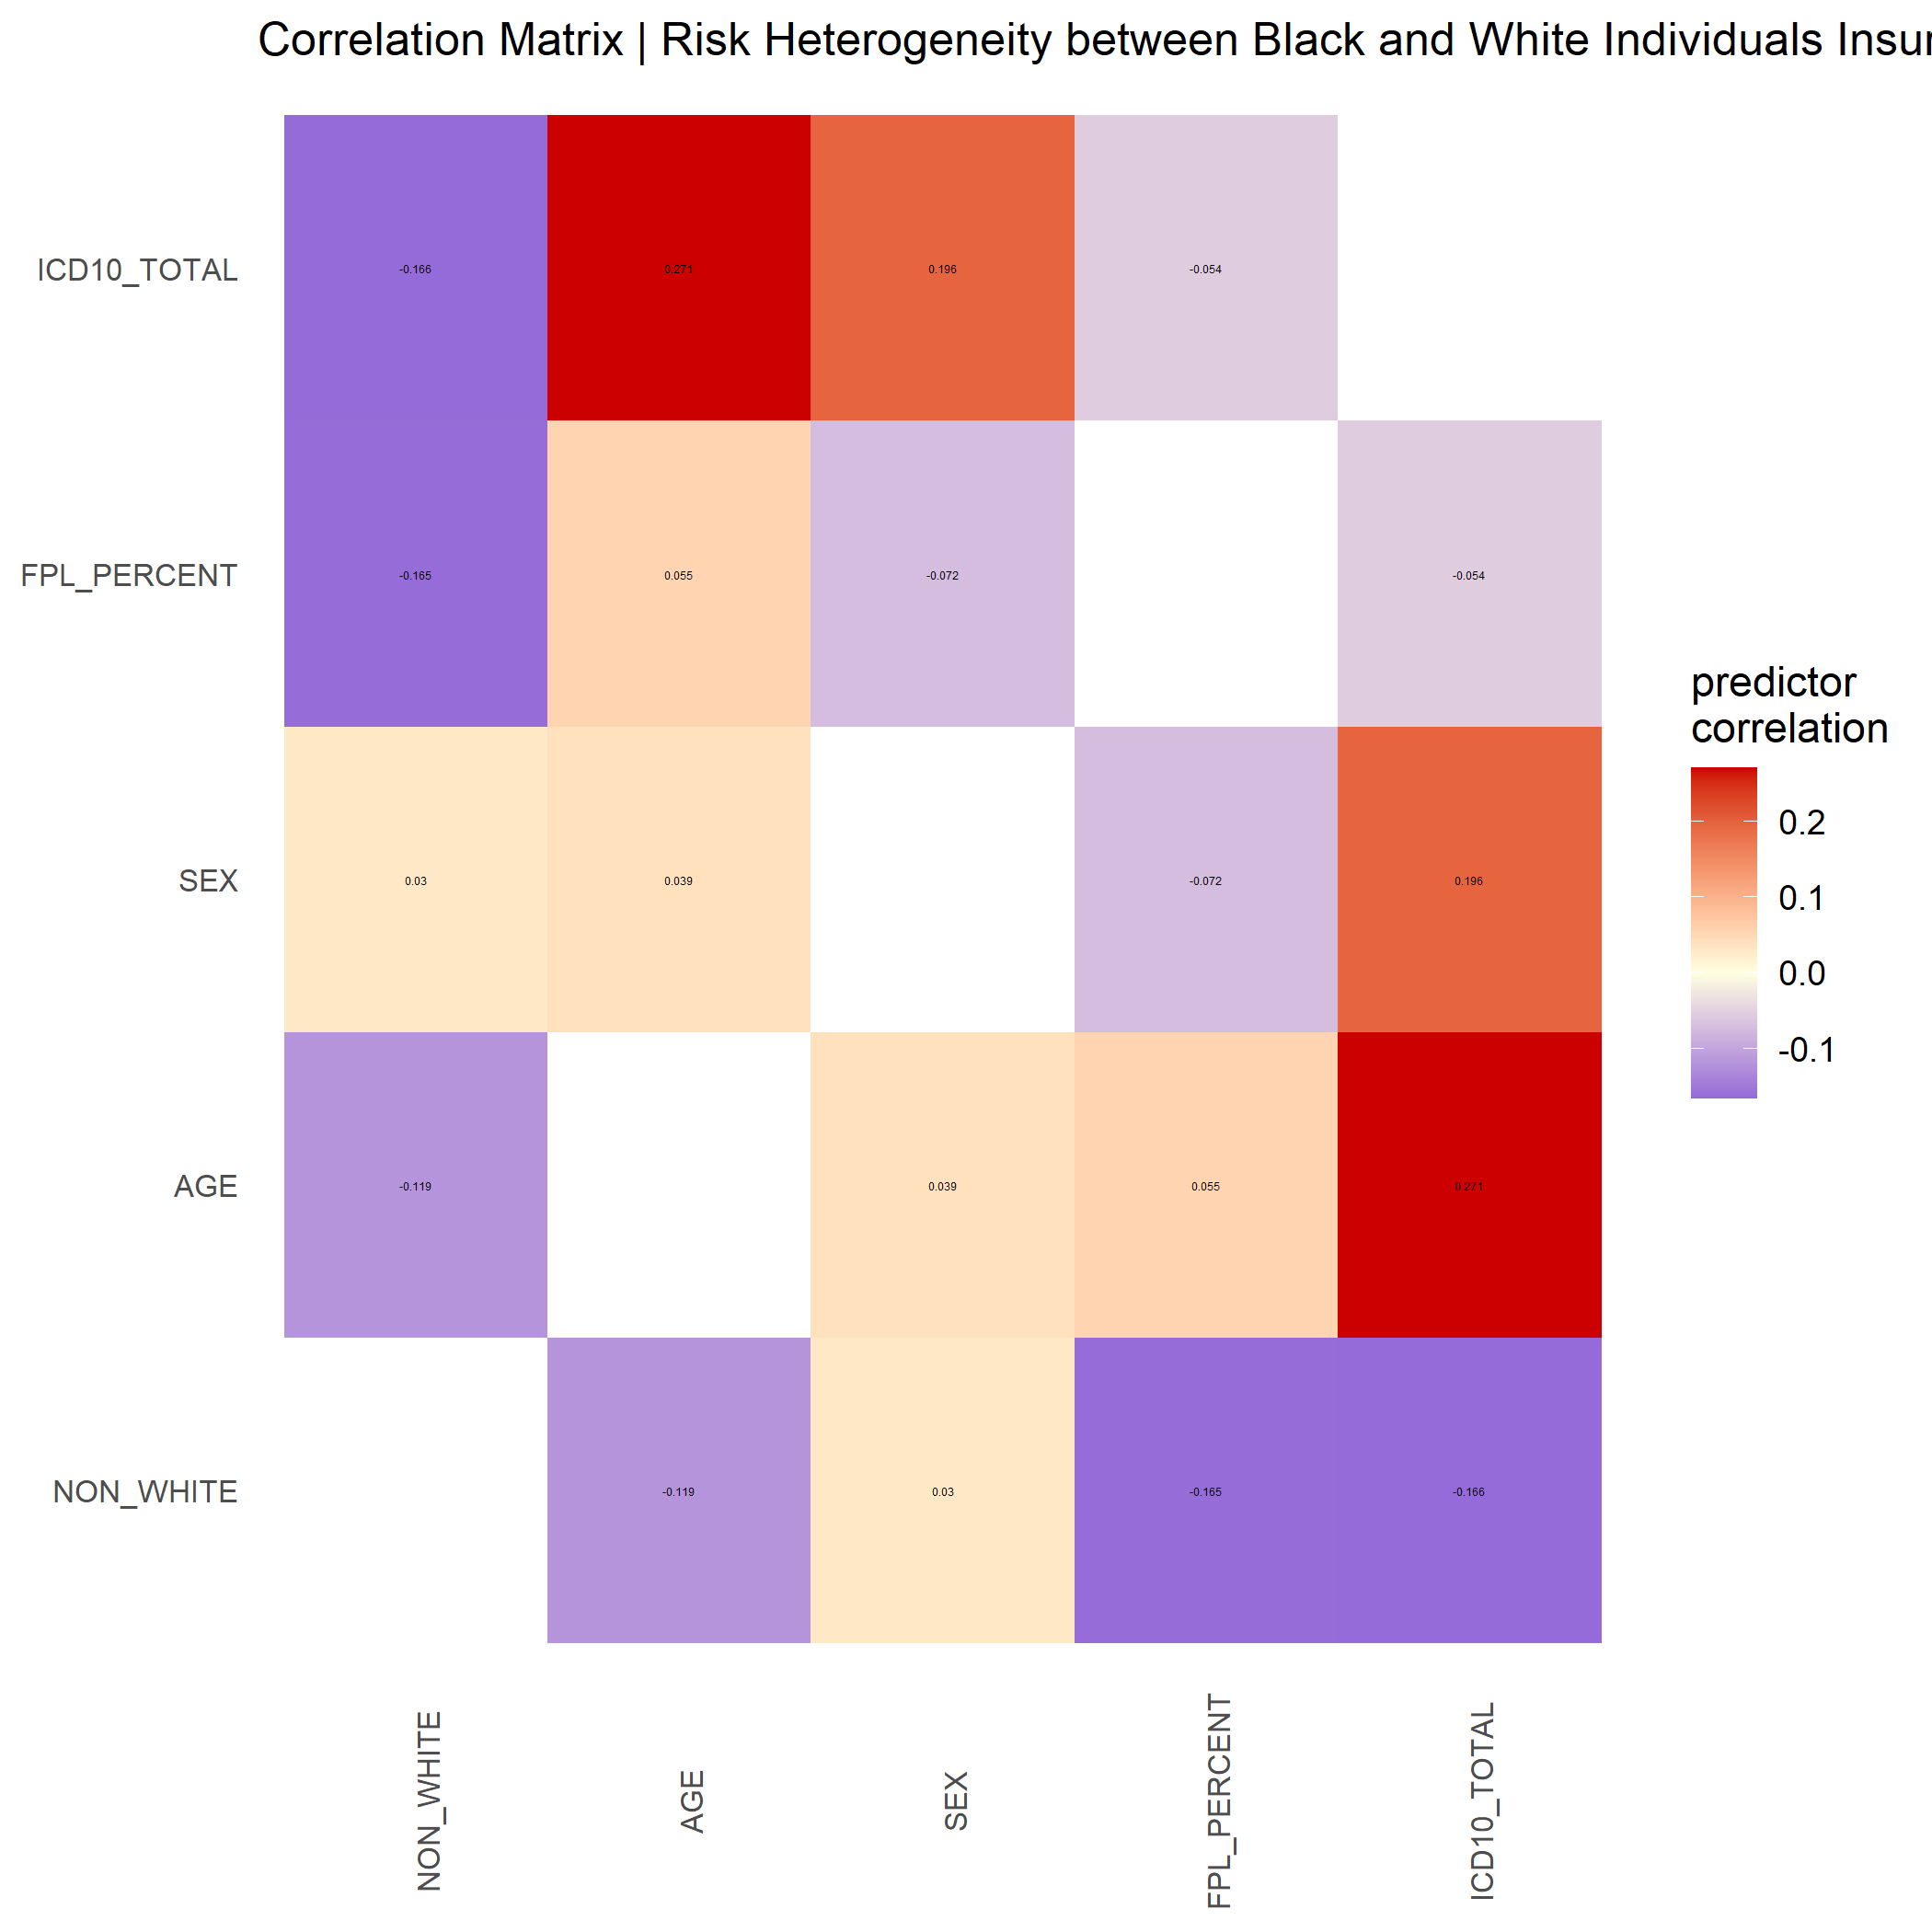 Correlation Matrix | Risk Heterogeneity between Black and White Individuals Insur
ICD10_TOTAL
-0.166 0.271 0.196 -0.054
FPL_PERCENT
-0.165 0.055 -0.072 -0.054
SEX
0.03 0.039 -0.072 0.196
AGE
-0.119 0.039 0.055 0.271
NON_WHITE
-0.119 0.03 -0.165 -0.166
NON_WHITE
AGE
SEX
FPL_PERCENT
ICD10_TOTAL
predictor
correlation
0.2
0.1
0.0
-0.1